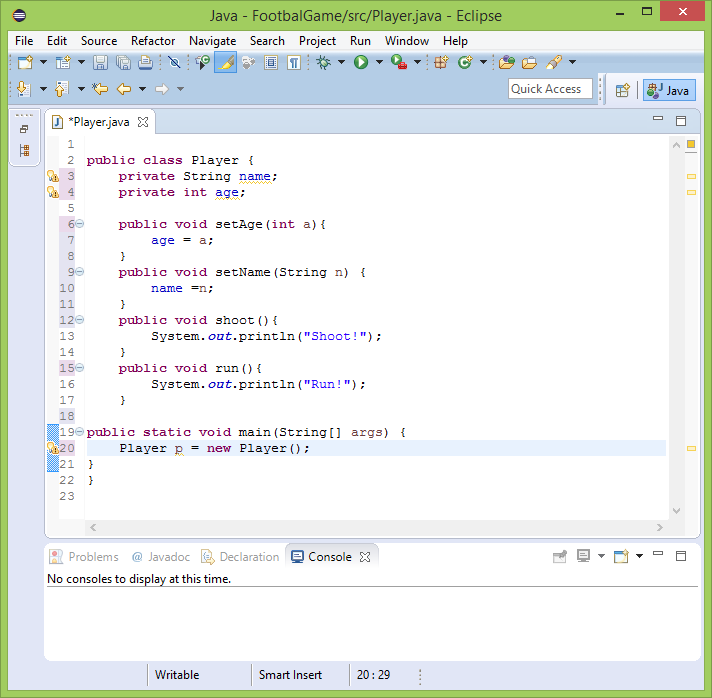 Java - FootbalGame/src/Player.java - Eclipse
File Edit Source Refactor Navigate Search Project Run Window Help
Quick Access
Java
*Player.java
1
2 public class Player {
3 private String name;
4 private int age;
5
6 public void setAge(int a){
7 age = a;
8 }
9 public void setName(String n) {
10 name =n;
11 }
12 public void shoot(){
13 System.out.println("Shoot!");
14 }
15 public void run(){
16 System.out.println("Run!");
17 }
18
19 public static void main(String[] args) {
20 Player p = new Player();
21 }
22 }
23
Problems @ Javadoc Declaration Console
No consoles to display at this time.
Writable Smart Insert 20 : 29